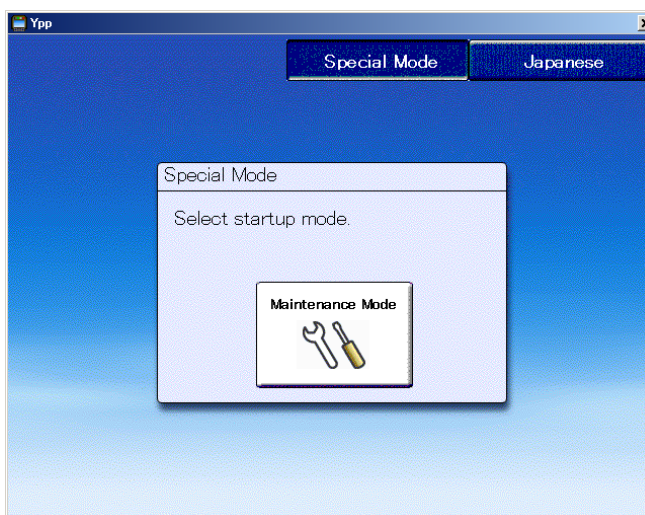 Ypp
Special Mode
Japanese
Special Mode
Select startup mode.
Maintenance Mode